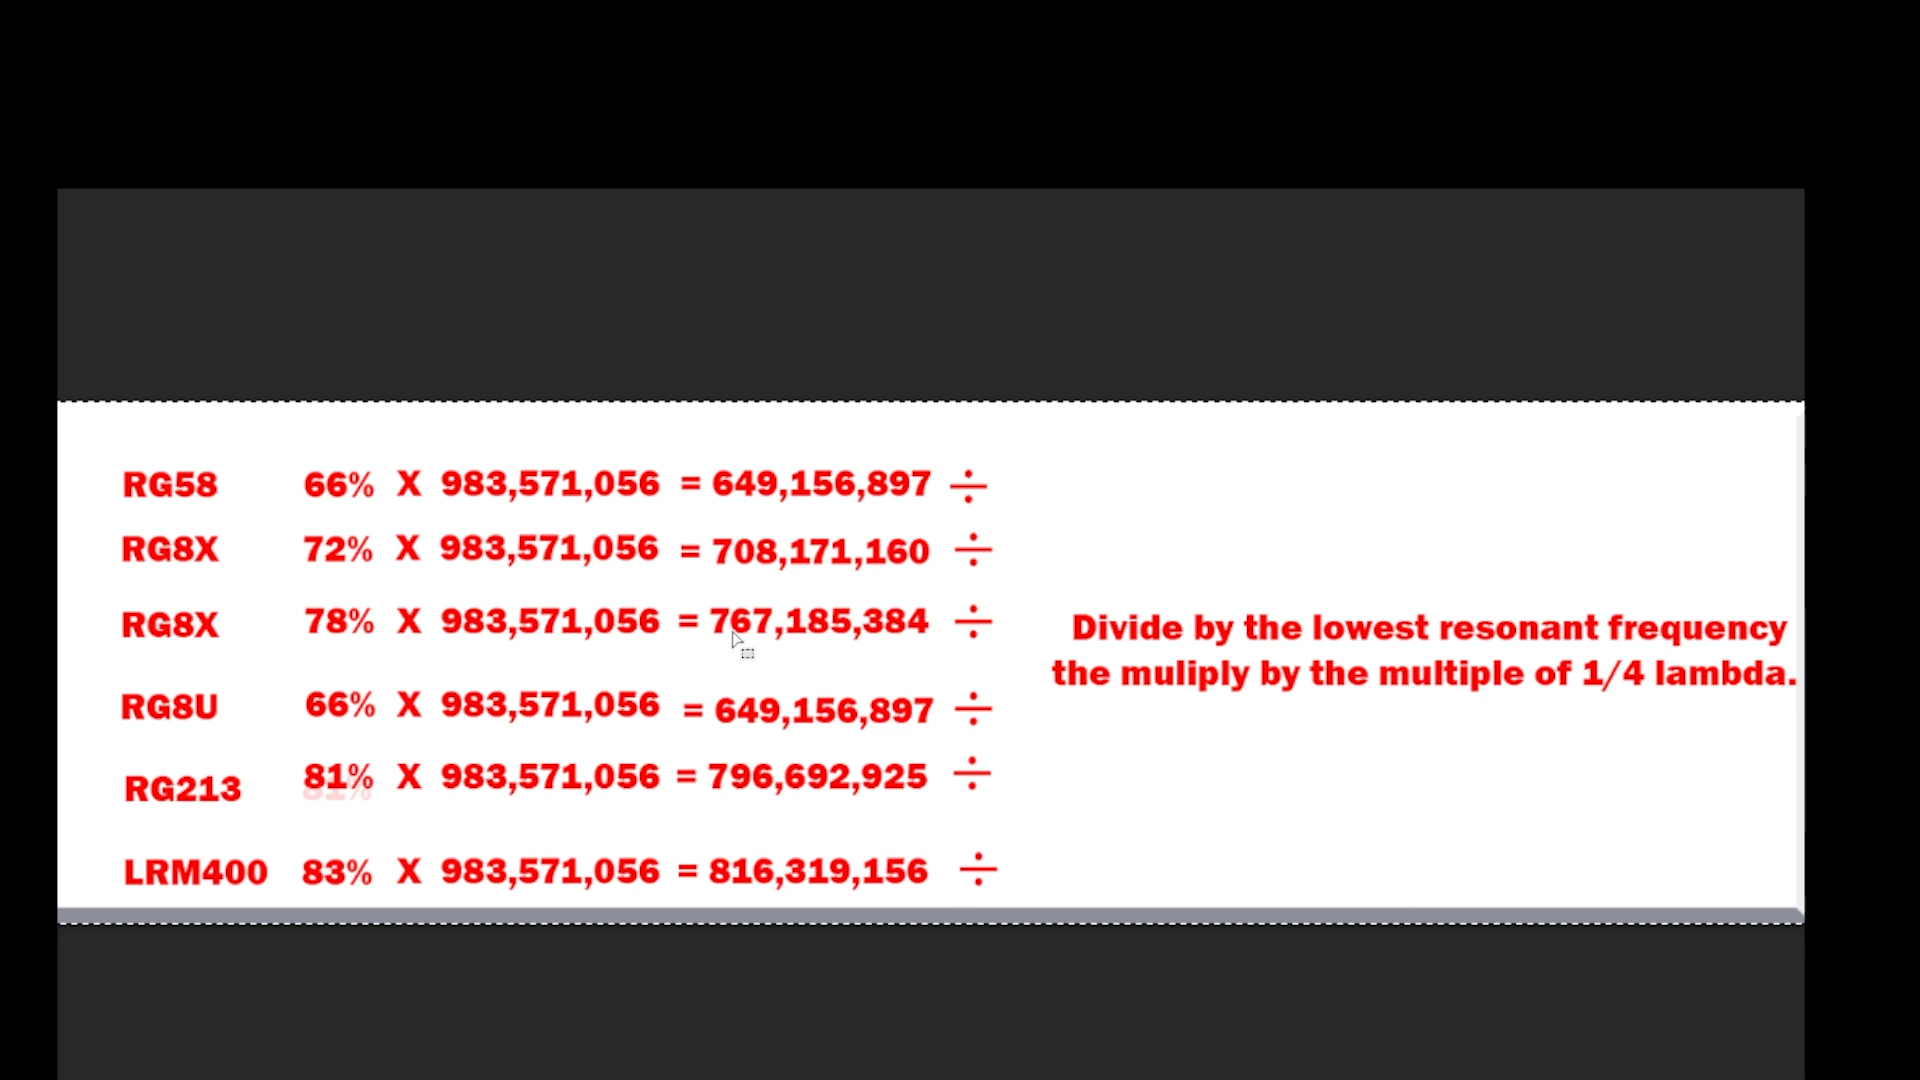 RG58 66% X 983,571,056 = 649,156,897 ÷
RG8X 72% X 983,571,056 = 708,171,160 ÷
RG8X 78% X 983,571,056 = 767,185,384 ÷
Divide by the lowest resonant frequency
the muliply by the multiple of 1/4 lambda.
RG8U 66% X 983,571,056 = 649,156,897 ÷
RG213 81% X 983,571,056 = 796,692,925 ÷
LRM400 83% X 983,571,056 = 816,319,156 ÷